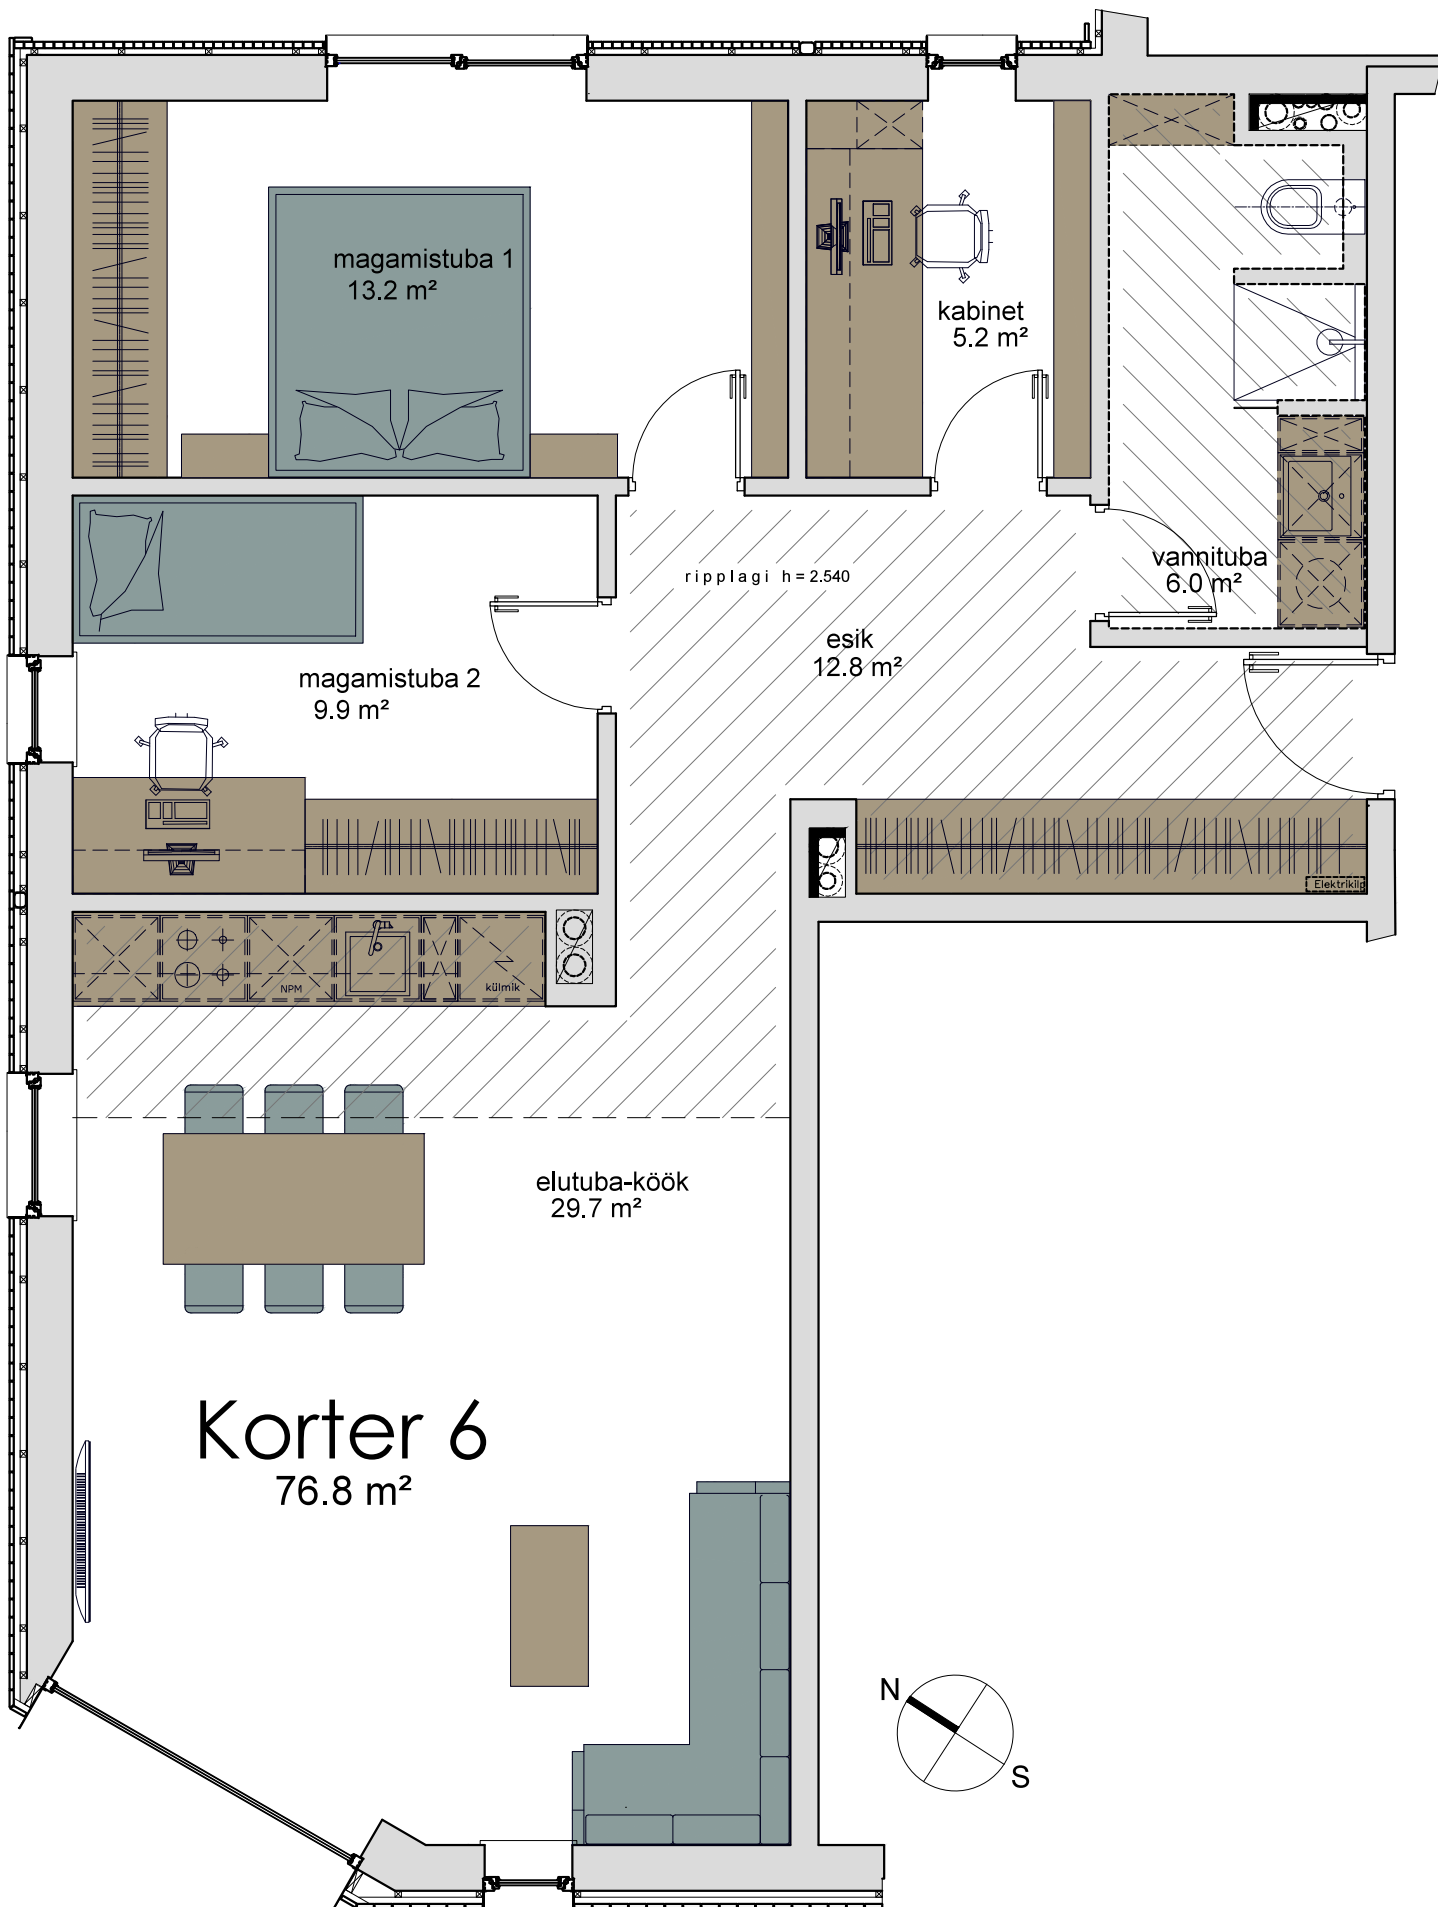 magamistuba 1
13.2 m²
kabinet
5.2 m²
vannituba
6.0 m²
ripplagi h=2.540
esik
12.8 m²
magamistuba 2
9.9 m²
Elektrikilp
NPM
külmik
elutuba-köök
29.7 m²
Korter 6
76.8 m²
N
S